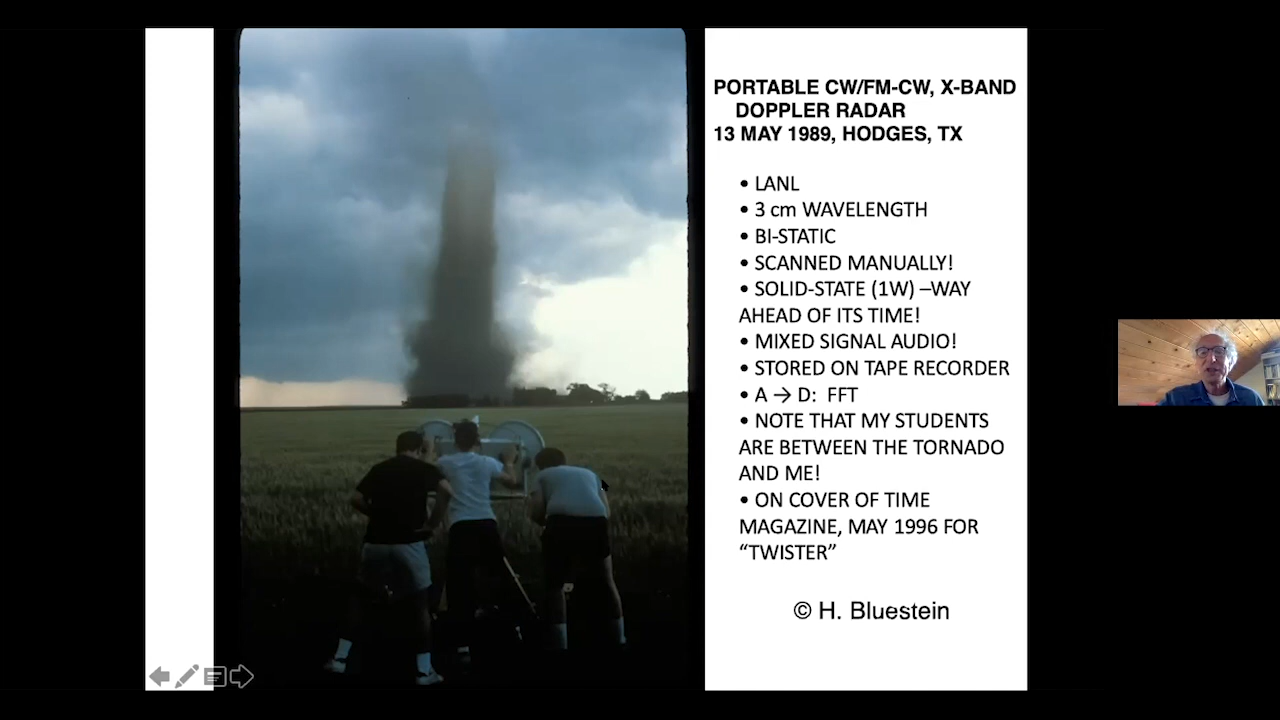 PORTABLE CW/FM-CW, X-BAND
DOPPLER RADAR
13 MAY 1989, HODGES, TX
• LANL
• 3 cm WAVELENGTH
• BI-STATIC
• SCANNED MANUALLY!
• SOLID-STATE (1W) –WAY
AHEAD OF ITS TIME!
• MIXED SIGNAL AUDIO!
• STORED ON TAPE RECORDER
• A → D: FFT
• NOTE THAT MY STUDENTS
ARE BETWEEN THE TORNADO
AND ME!
• ON COVER OF TIME
MAGAZINE, MAY 1996 FOR
“TWISTER”
© H. Bluestein